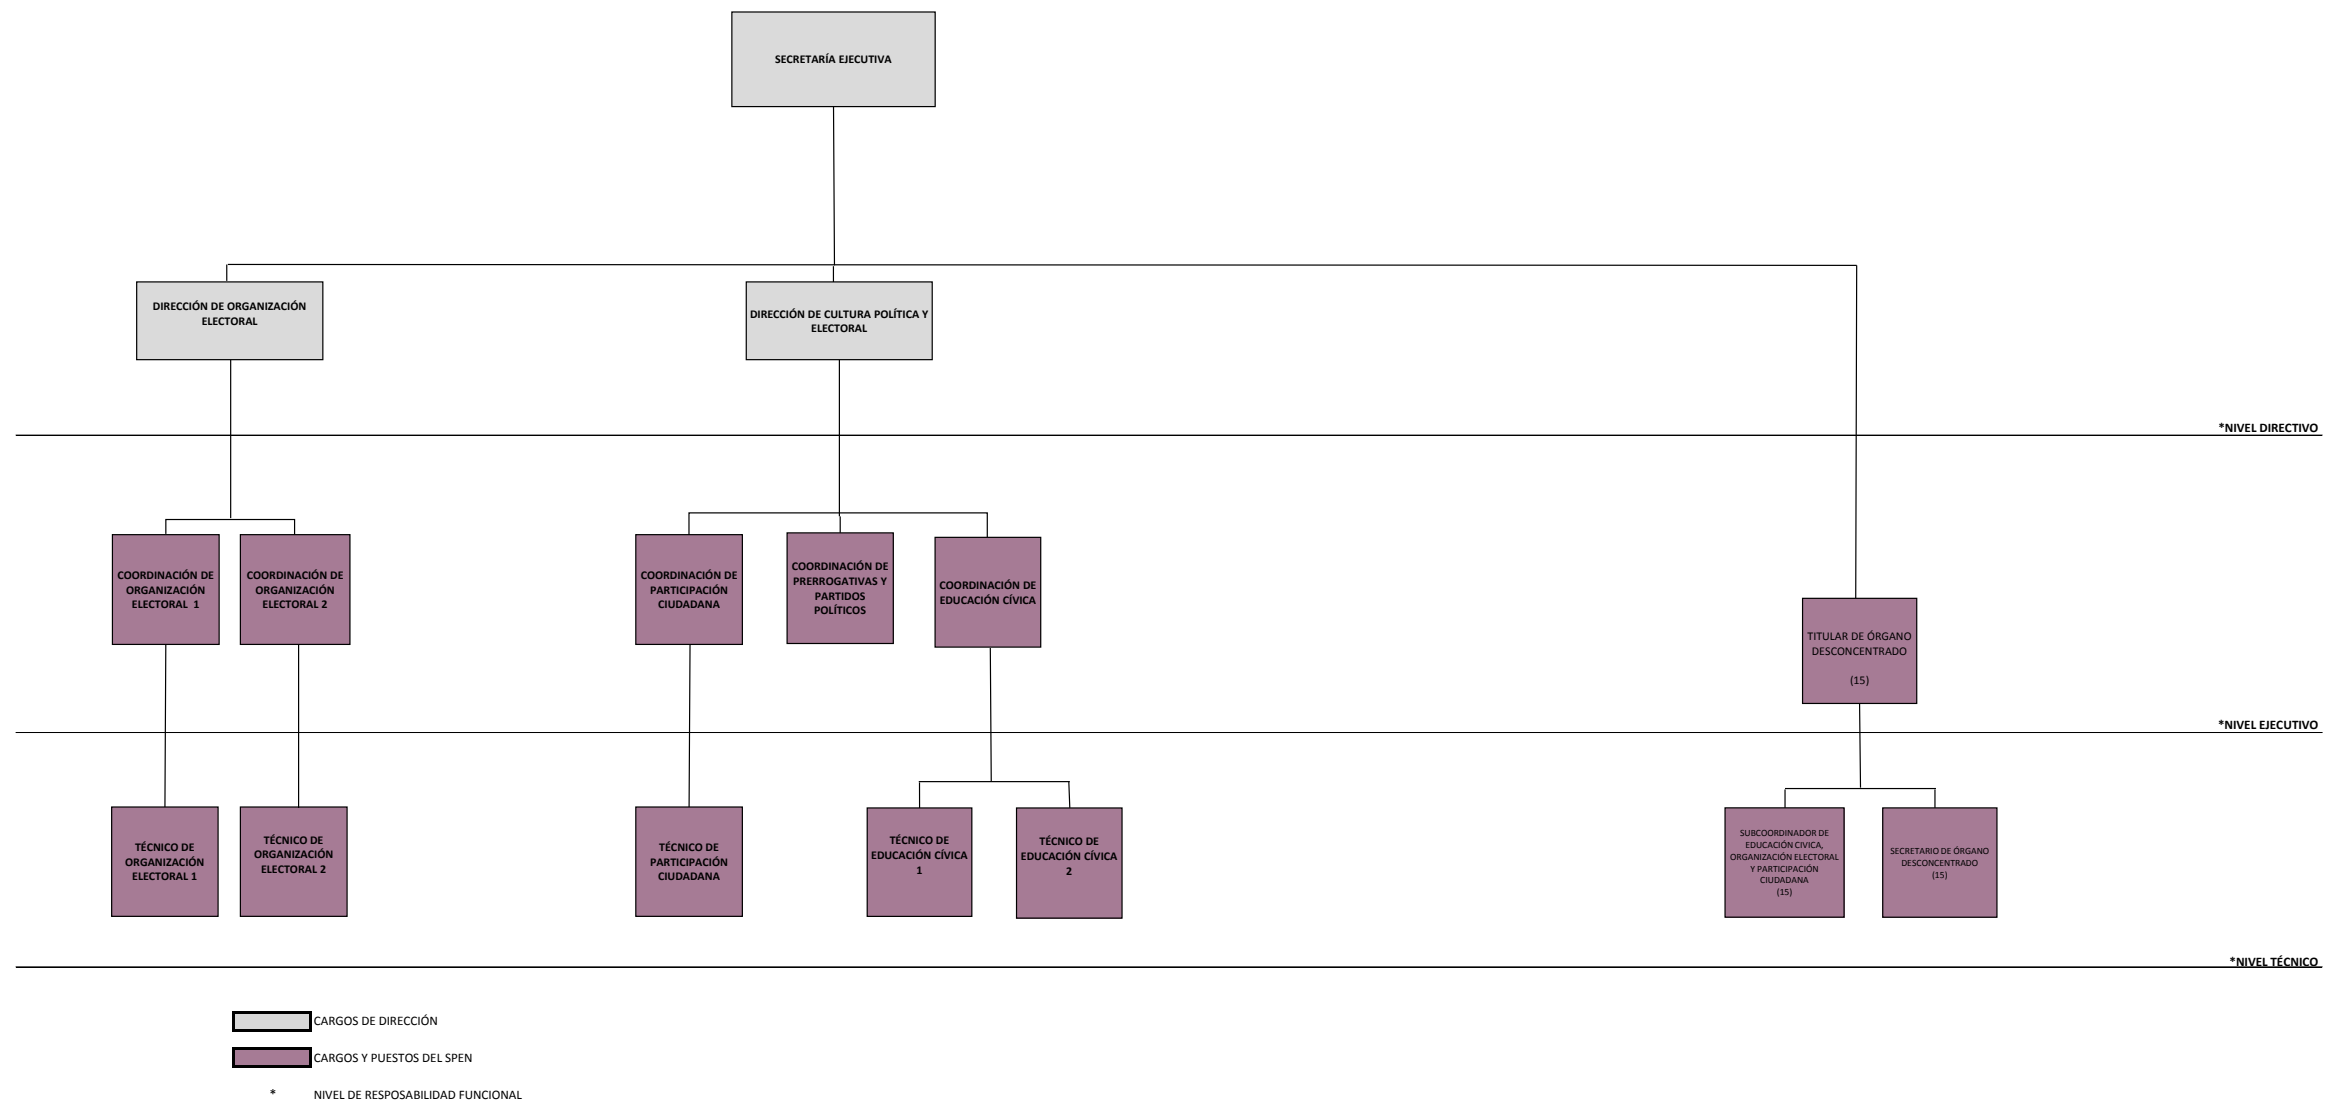 SECRETARÍA EJECUTIVA
DIRECCIÓN DE ORGANIZACIÓN
ELECTORAL
DIRECCIÓN DE CULTURA POLÍTICA Y
ELECTORAL
*NIVEL DIRECTIVO
COORDINACIÓN DE
ORGANIZACIÓN
ELECTORAL 1
COORDINACIÓN DE
ORGANIZACIÓN
ELECTORAL 2
COORDINACIÓN DE
PARTICIPACIÓN
CIUDADANA
COORDINACIÓN DE
PRERROGATIVAS Y
PARTIDOS
POLÍTICOS
COORDINACIÓN DE
EDUCACIÓN CÍVICA
TITULAR DE ÓRGANO
DESCONCENTRADO
(15)
*NIVEL EJECUTIVO
TÉCNICO DE
ORGANIZACIÓN
ELECTORAL 1
TÉCNICO DE
ORGANIZACIÓN
ELECTORAL 2
TÉCNICO DE
PARTICIPACIÓN
CIUDADANA
TÉCNICO DE
EDUCACIÓN CÍVICA
1
TÉCNICO DE
EDUCACIÓN CÍVICA
2
SUBCOORDINADOR DE
EDUCACIÓN CIVICA,
ORGANIZACIÓN ELECTORAL
Y PARTICIPACIÓN
CIUDADANA
(15)
SECRETARIO DE ÓRGANO
DESCONCENTRADO
(15)
*NIVEL TÉCNICO
CARGOS DE DIRECCIÓN
CARGOS Y PUESTOS DEL SPEN
* NIVEL DE RESPOSABILIDAD FUNCIONAL